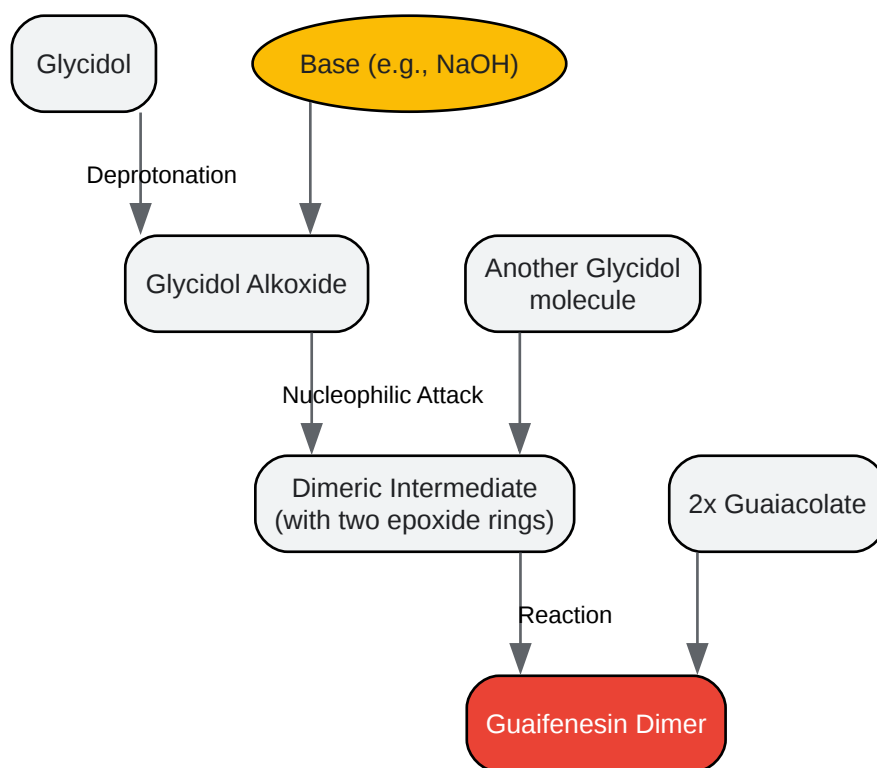 Glycidol
Base (e.g., NaOH)
Deprotonation
Glycidol Alkoxide
Another Glycidol
molecule
Nucleophilic Attack
Dimeric Intermediate
(with two epoxide rings)
2x Guaiacolate
Reaction
Guaifenesin Dimer